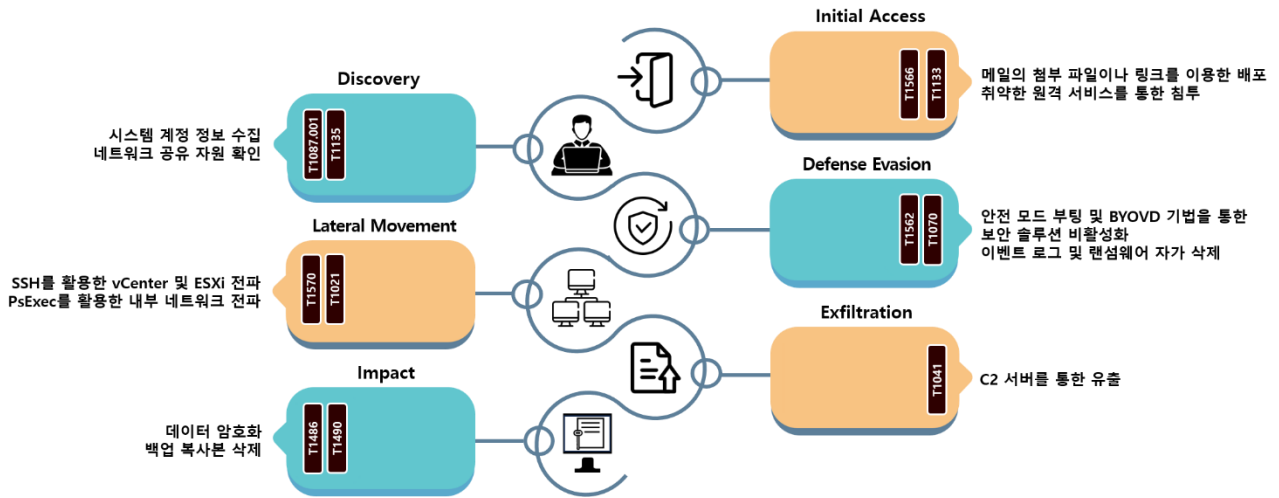 Initial Access
T1566
T1133
메일의 첨부 파일이나 링크를 이용한 배포
취약한 원격 서비스를 통한 침투
Discovery
T1087.001
T1135
시스템 계정 정보 수집
네트워크 공유 자원 확인
Defense Evasion
T1562
T1070
안전 모드 부팅 및 BYOVD 기법을 통한
보안 솔루션 비활성화
이벤트 로그 및 랜섬웨어 자가 삭제
Lateral Movement
T1570
T1021
SSH를 활용한 vCenter 및 ESXi 전파
PsExec를 활용한 내부 네트워크 전파
Exfiltration
T1041
C2 서버를 통한 유출
Impact
T1486
T1490
데이터 암호화
백업 복사본 삭제